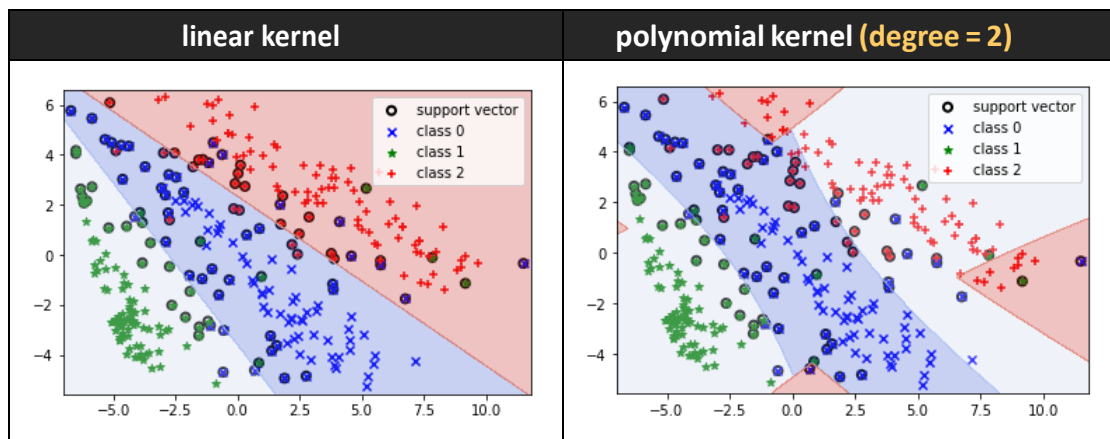 linear kernel
polynomial kernel (degree = 2)
6
4
2
0
−2
−4
−5.0
−2.5
0.0
2.5
5.0
7.5
10.0
support vector
class 0
class 1
class 2
6
4
2
0
−2
−4
−5.0
−2.5
0.0
2.5
5.0
7.5
10.0
support vector
class 0
class 1
class 2